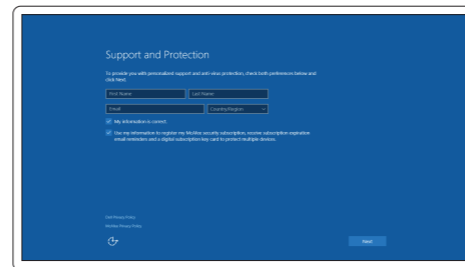 Support and Protection
To provide you with personalized support and anti-virus protection, check both preferences below and
click Next.
First Name
Last Name
Email
Country/Region
My information is correct.
Use my information to register my McAfee security subscription, receive subscription expiration
email reminders and a digital subscription key card to protect multiple devices.
Dell Privacy Policy
McAfee Privacy Policy
Next